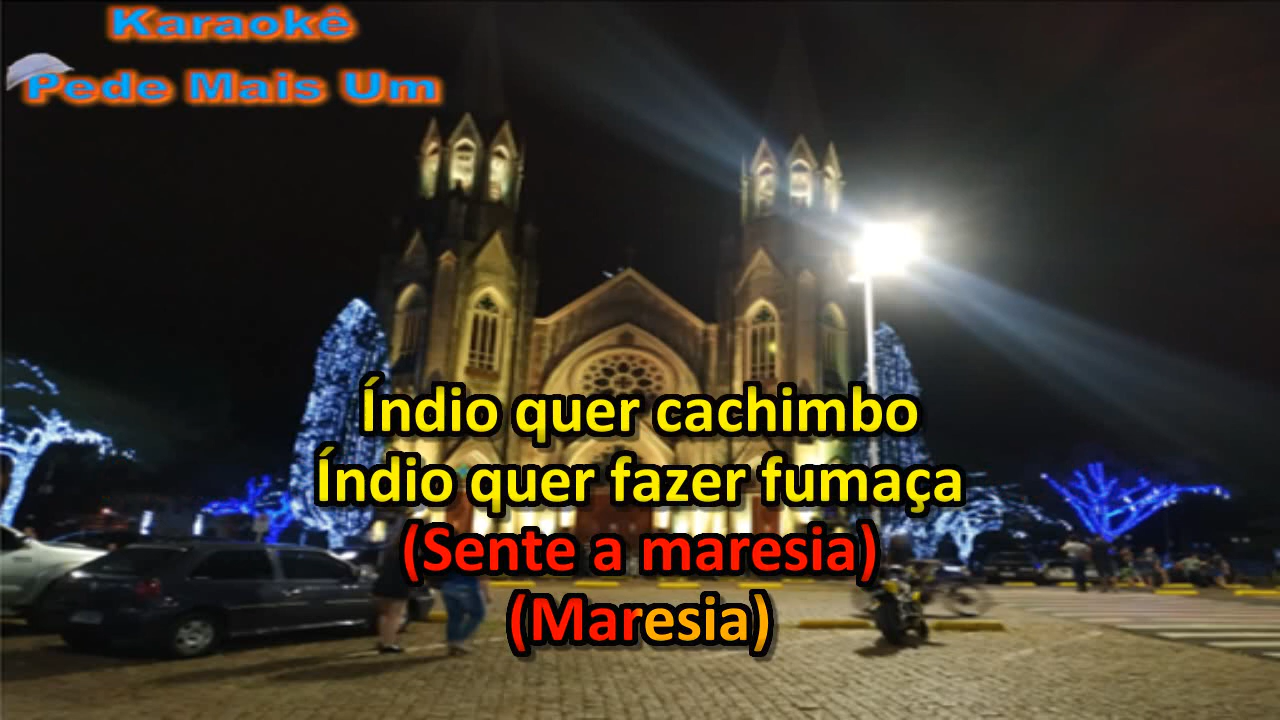 Karaokê
Pede Mais Um
Índio quer cachimbo
Índio quer fazer fumaça
(Sente a maresia)
(Maresia)